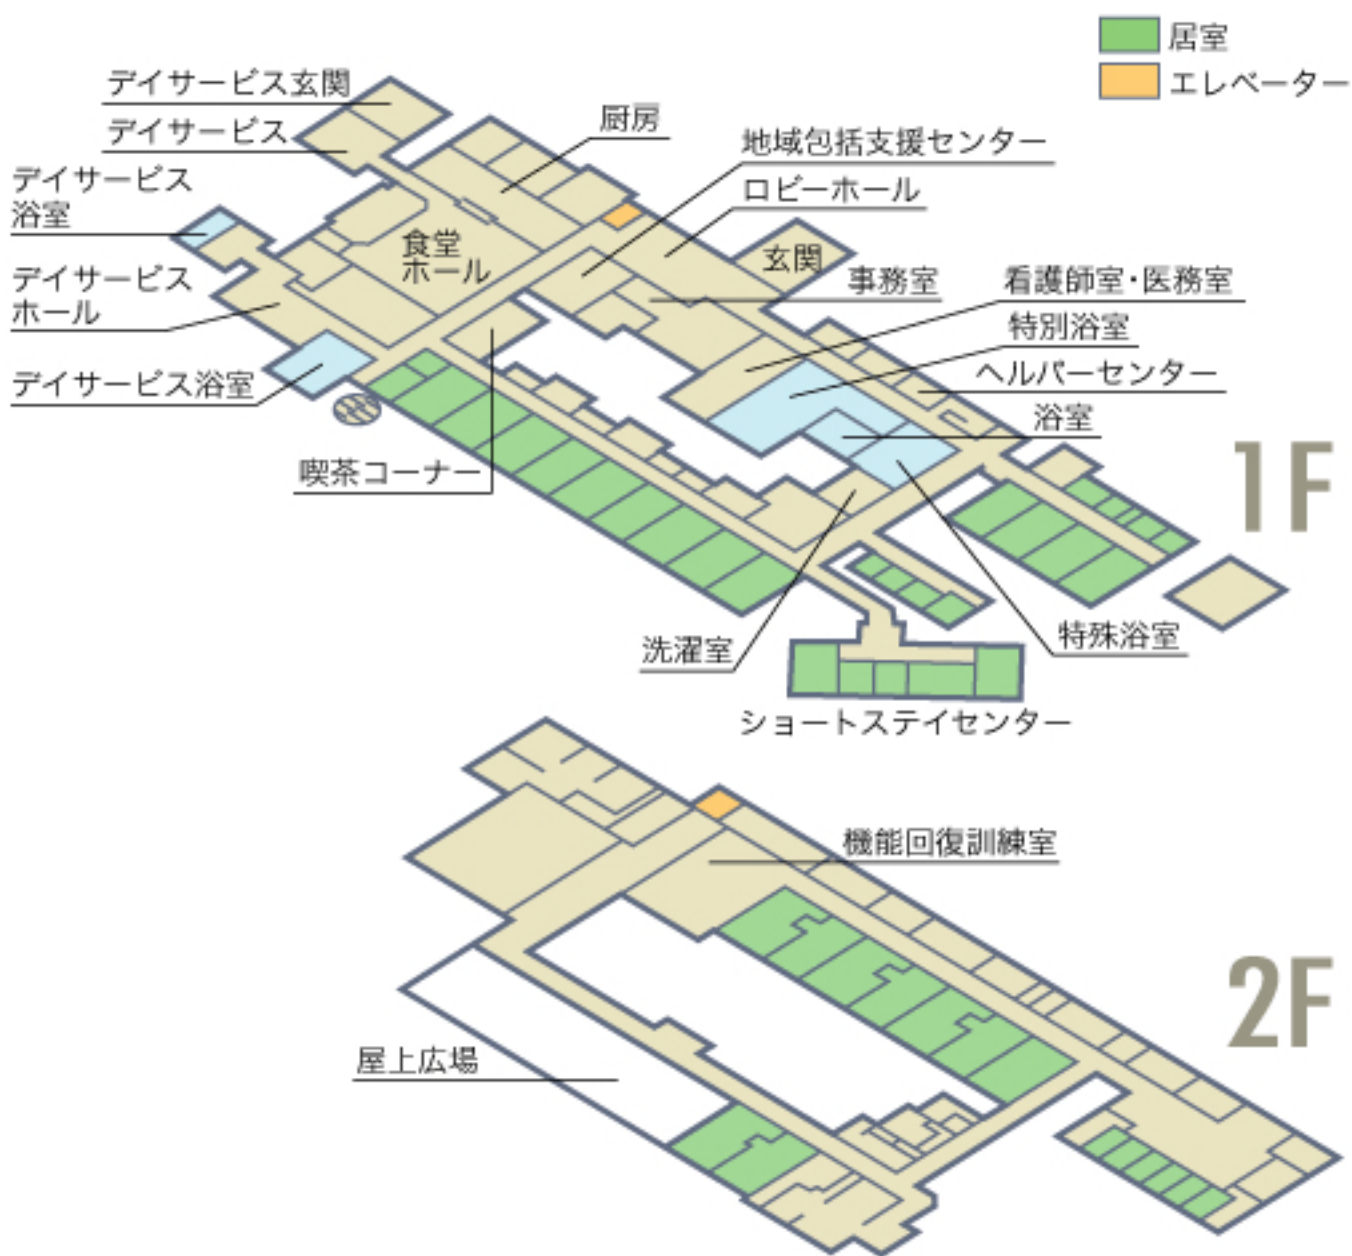 居室
エレベーター
デイサービス玄関
デイサービス
デイサービス
浴室
デイサービス
ホール
デイサービス浴室
厨房
地域包括支援センター
ロビーホール
食堂
ホール
玄関
事務室
看護師室・医務室
特別浴室
ヘルパーセンター
浴室
喫茶コーナー
1F
洗濯室
特殊浴室
ショートステイセンター
機能回復訓練室
2F
屋上広場